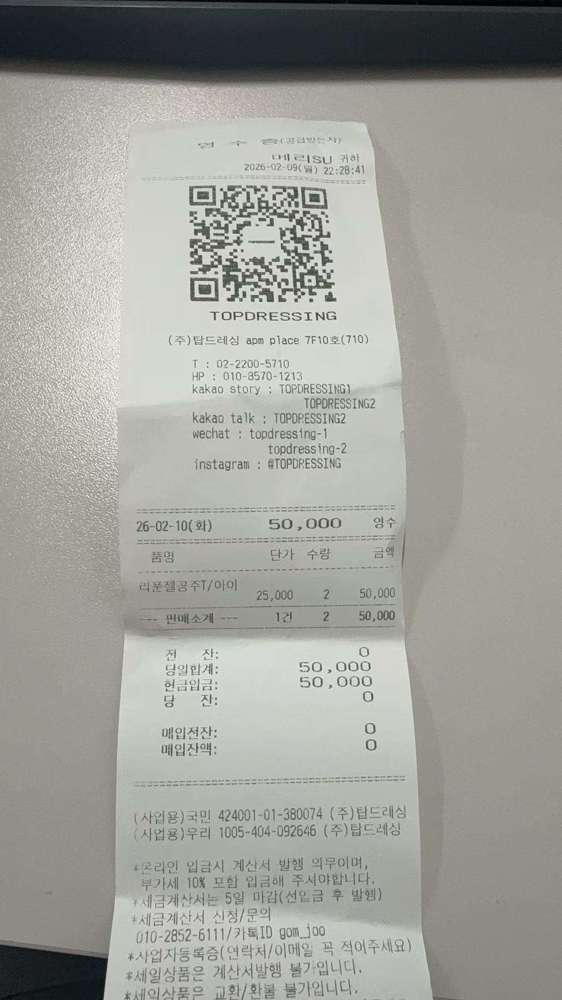 영 수 증(공급받는자)
메리SU 귀하
2026-02-09(월) 22:28:41
TOPDRESSING
(주)탑드레싱 apm place 7F10호(710)
T : 02-2200-5710
HP : 010-8570-1213
kakao story : TOPDRESSING1
TOPDRESSING2
kakao talk : TOPDRESSING2
wechat : topdressing-1
topdressing-2
instagram : @TOPDRESSING
26-02-10(화) 50,000 영수
품명 단가 수량 금액
리푼젤공주T/아이
25,000 2 50,000
--- 판매소계 --- 1건 2 50,000
전 잔: 0
당일합계: 50,000
현금입금: 50,000
당 잔: 0
매입전잔: 0
매입잔액: 0
(사업용)국민 424001-01-380074 (주)탑드레싱
(사업용)우리 1005-404-092646 (주)탑드레싱
*온라인 입금시 계산서 발행 의무이며,
부가세 10% 포함 입금해 주셔야합니다.
*세금계산서는 5일 마감(선입금 후 발행)
*세금계산서 신청/문의
010-2852-6111/카톡ID gom_joo
*사업자등록증(연락처/이메일 꼭 적어주세요)
*세일상품은 계산서발행 불가입니다.
*세일상품은 교환/환불 불가입니다.